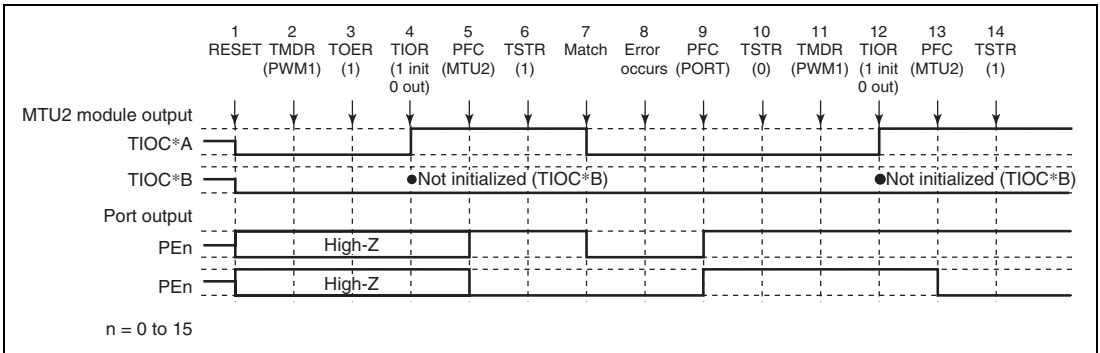 1 2 3 4 5 6 7 8 9 10 11 12 13 14
RESET TMDR TOER TIOR PFC TSTR Match Error PFC TSTR TMDR TIOR PFC TSTR
(PWM1) (1) (1 init (MTU2) (1) occurs (PORT) (0) (PWM1) (1 init (MTU2) (1)
0 out) 0 out)
MTU2 module output
TIOC*A
TIOC*B ●Not initialized (TIOC*B) ●Not initialized (TIOC*B)
Port output
PEn High-Z
PEn High-Z
n = 0 to 15